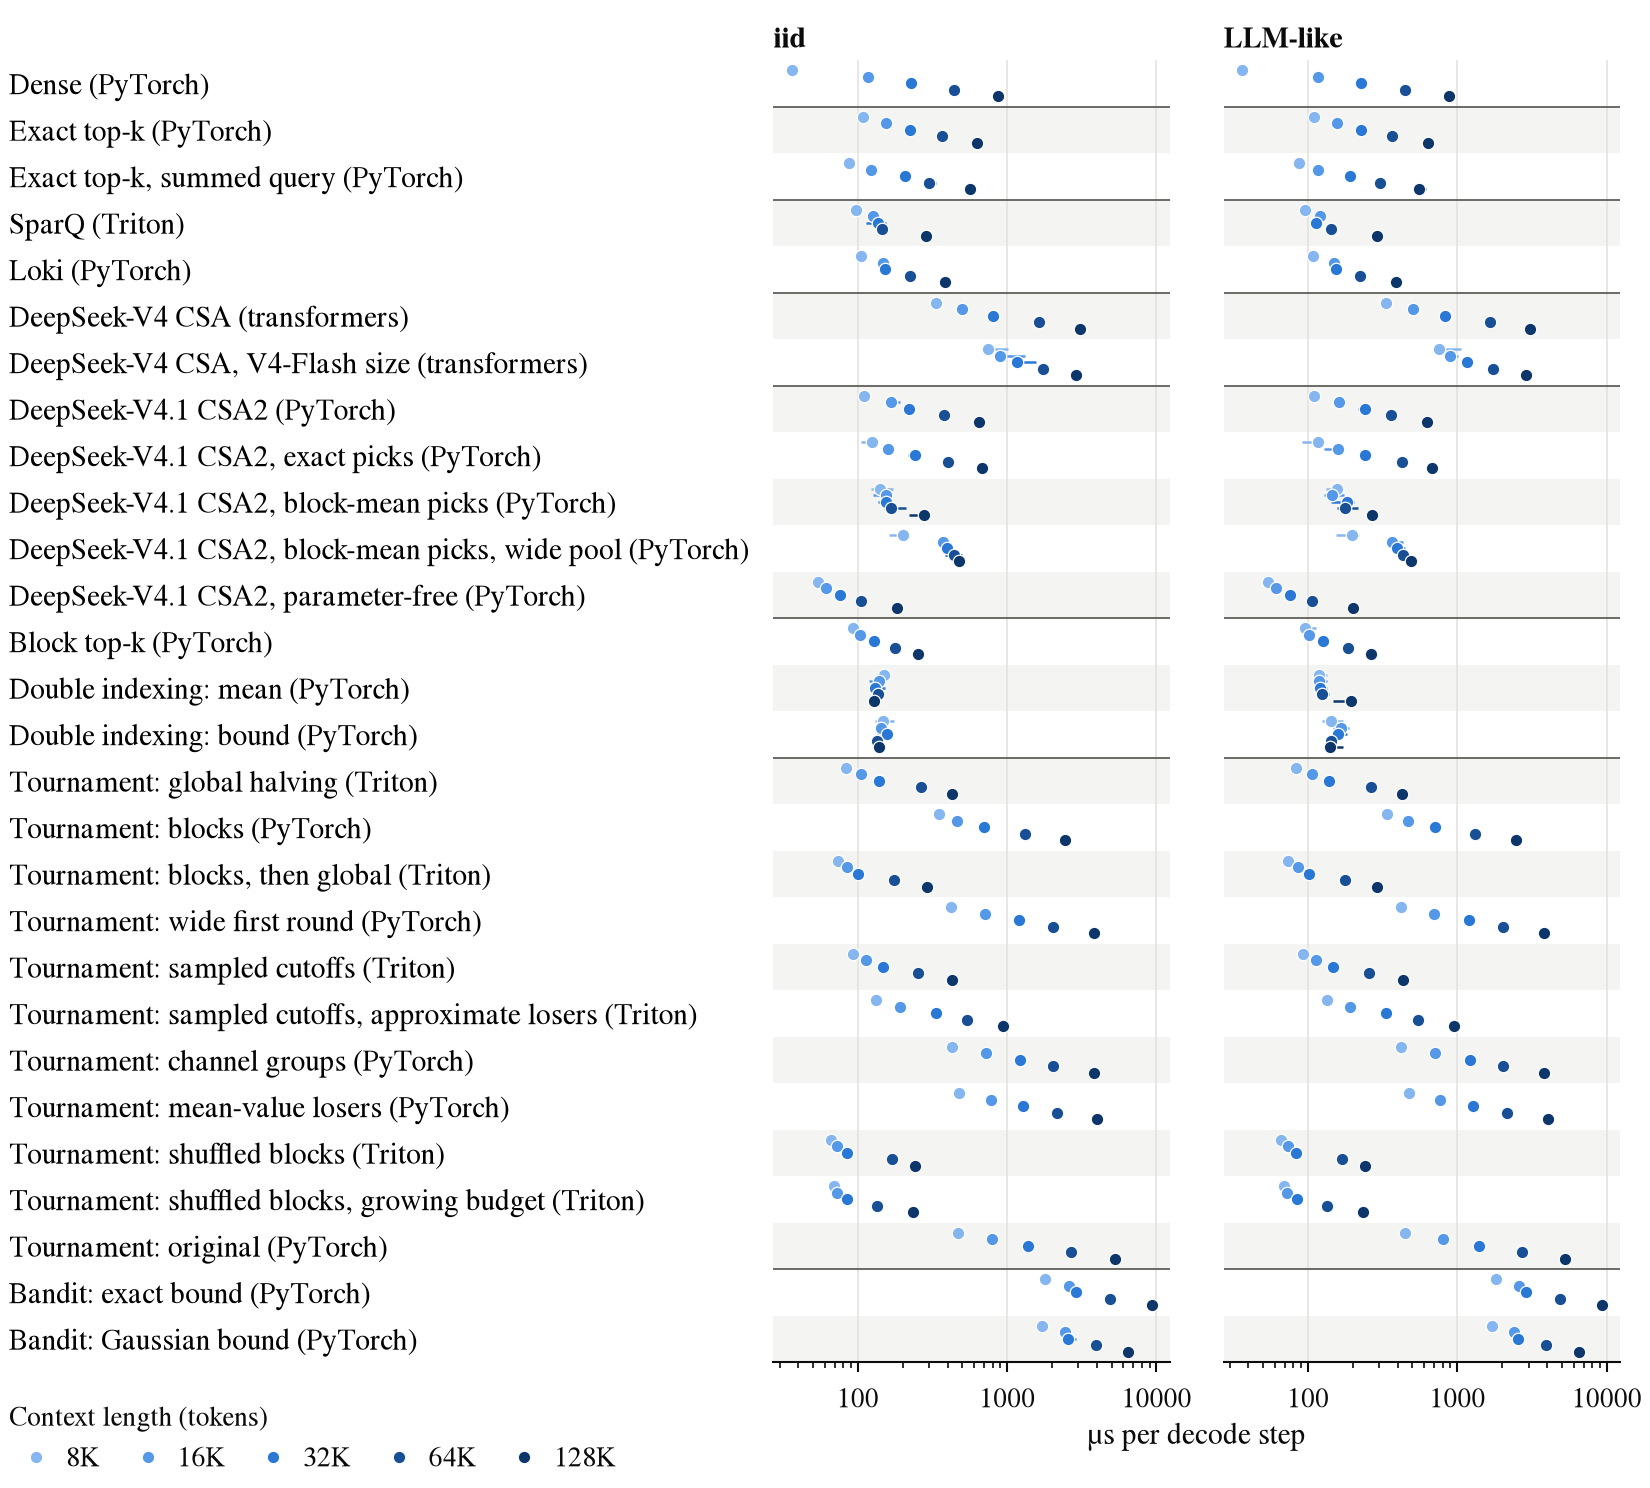 iid LLM-like
Dense (PyTorch)
Exact top-k (PyTorch)
Exact top-k, summed query (PyTorch)
SparQ (Triton)
Loki (PyTorch)
DeepSeek-V4 CSA (transformers)
DeepSeek-V4 CSA, V4-Flash size (transformers)
DeepSeek-V4.1 CSA2 (PyTorch)
DeepSeek-V4.1 CSA2, exact picks (PyTorch)
DeepSeek-V4.1 CSA2, block-mean picks (PyTorch)
DeepSeek-V4.1 CSA2, block-mean picks, wide pool (PyTorch)
DeepSeek-V4.1 CSA2, parameter-free (PyTorch)
Block top-k (PyTorch)
Double indexing: mean (PyTorch)
Double indexing: bound (PyTorch)
Tournament: global halving (Triton)
Tournament: blocks (PyTorch)
Tournament: blocks, then global (Triton)
Tournament: wide first round (PyTorch)
Tournament: sampled cutoffs (Triton)
Tournament: sampled cutoffs, approximate losers (Triton)
Tournament: channel groups (PyTorch)
Tournament: mean-value losers (PyTorch)
Tournament: shuffled blocks (Triton)
Tournament: shuffled blocks, growing budget (Triton)
Tournament: original (PyTorch)
Bandit: exact bound (PyTorch)
Bandit: Gaussian bound (PyTorch)
100 1000 10000 100 1000 10000
µs per decode step
Context length (tokens)
8K 16K 32K 64K 128K